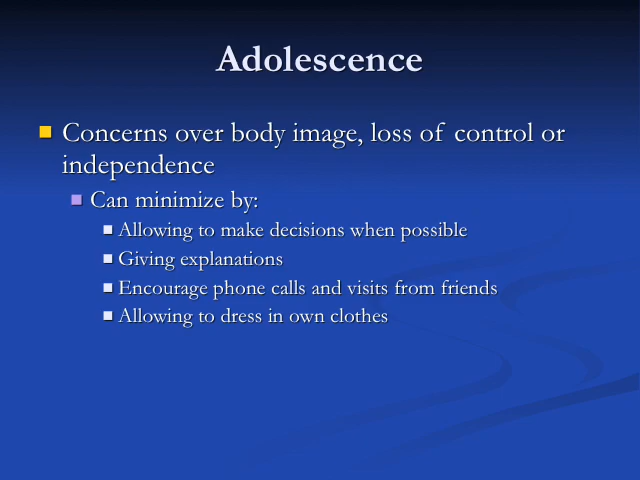 Adolescence
Concerns over body image, loss of control or
independence
Can minimize by:
Allowing to make decisions when possible
Giving explanations
Encourage phone calls and visits from friends
Allowing to dress in own clothes